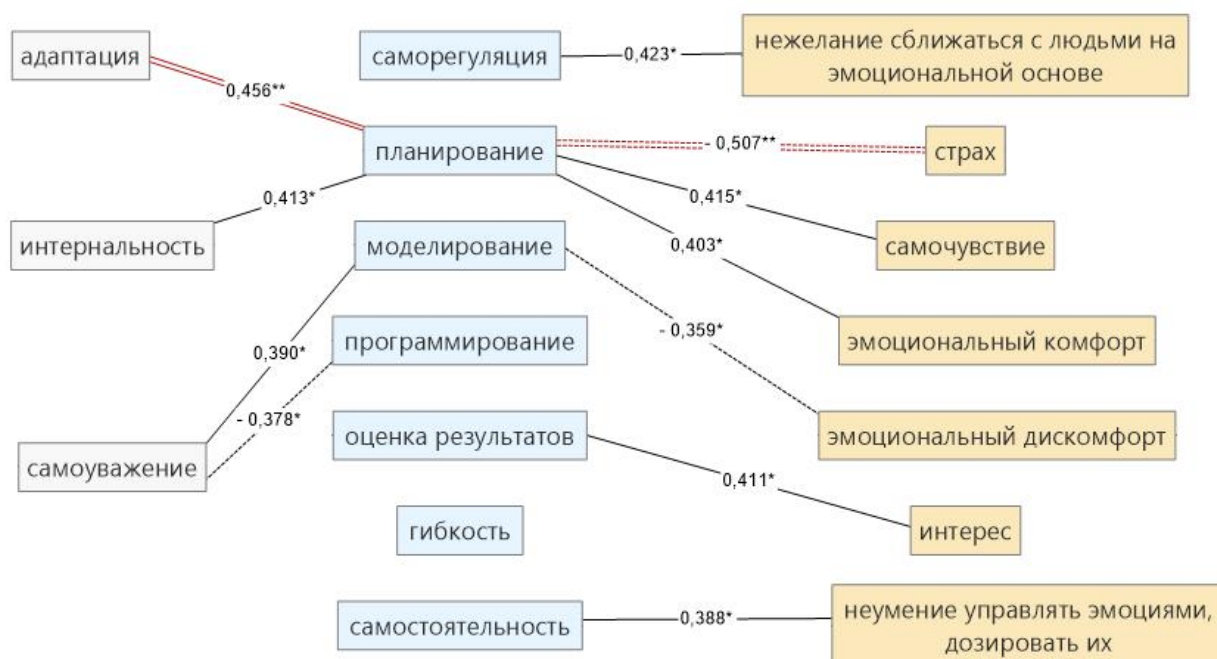 адаптация
саморегуляция
0,423*
нежелание сближаться с людьми на
эмоциональной основе
0,456**
планирование
- 0,507**
страх
0,413*
0,415*
интернальность
моделирование
0,403*
самочувствие
- 0,359*
программирование
эмоциональный комфорт
0,390*
- 0,378*
оценка результатов
эмоциональный дискомфорт
самоуважение
0,411*
гибкость
интерес
самостоятельность
0,388*
неумение управлять эмоциями,
дозировать их